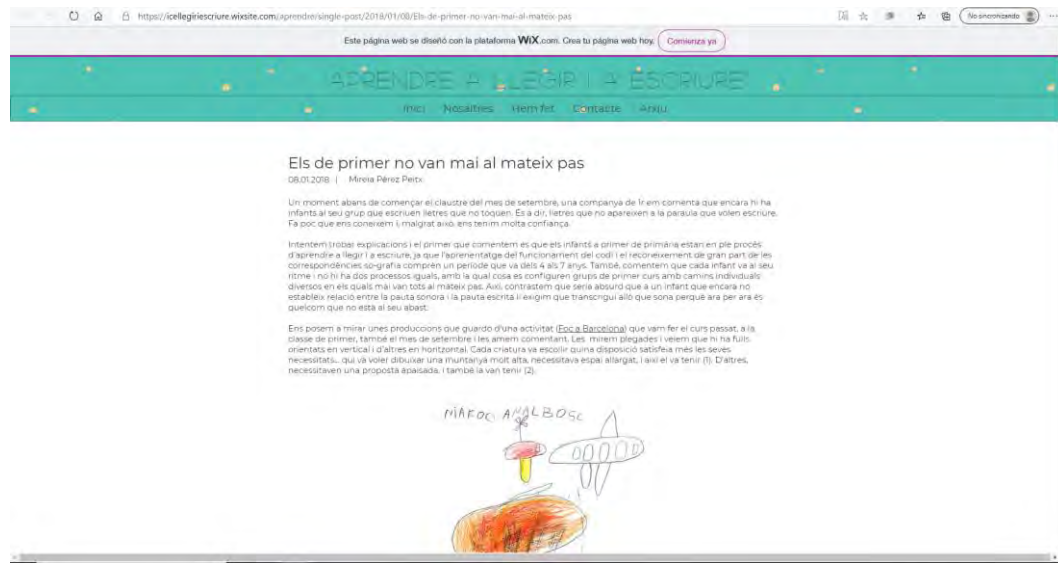 https://icellegiriescriure.wixsite.com/aprendre/single-post/2018/01/08/Els-de-primer-no-van-mai-al-mateix-pas
No sincronizando
Este página web se diseñó con la plataforma WiX.com. Crea tu página web hoy.
Comienza ya
APRENDRE A LLEGIR I A ESCRIURE
Inici Nosaltres Hem fet Contacte Arxiu
Els de primer no van mai al mateix pas
08.01.2018 | Mireia Pérez Peitx
Un moment abans de començar el claustre del mes de setembre, una companya de 1r em comenta que encara hi ha
infants al seu grup que escriuen lletres que no toquen. És a dir, lletres que no apareixen a la paraula que volen escriure.
Fa poc que ens coneixem i, malgrat això, ens tenim molta confiança.
Intentem trobar explicacions i el primer que comentem és que els infants a primer de primària estan en ple procés
d'aprendre a llegir i a escriure, ja que l'aprenentatge del funcionament del codi i el reconeixement de gran part de les
correspondències so-grafia comprèn un període que va dels 4 als 7 anys. També, comentem que cada infant va al seu
ritme i no hi ha dos processos iguals, amb la qual cosa es configuren grups de primer curs amb camins individuals
diversos en els quals mai van tots al mateix pas. Així, contrastem que seria absurd que a un infant que encara no
estableix relació entre la pauta sonora i la pauta escrita li exigim que transcrigui allò que sona perquè ara per ara és
quelcom que no està al seu abast.
Ens posem a mirar unes produccions que guardo d'una activitat (Foc a Barcelona) que vam fer el curs passat, a la
classe de primer, també el mes de setembre i les anem comentant. Les mirem plegades i veiem que hi ha fulls
orientats en vertical i d'altres en horitzontal. Cada criatura va escollir quina disposició satisfeia més les seves
necessitats... qui va voler dibuixar una muntanya molt alta, necessitava espai allargat, i així el va tenir (1). D'altres,
necessitaven una proposta apaïsada, i també la van tenir (2).
MAKOC ANALBOSC